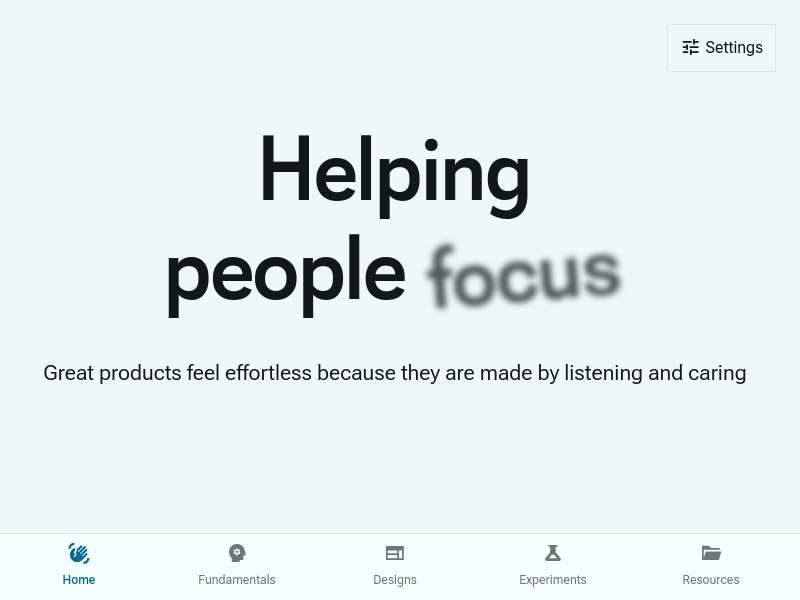 Settings
Helping
people focus
Great products feel effortless because they are made by listening and caring
Home
Fundamentals
Designs
Experiments
Resources